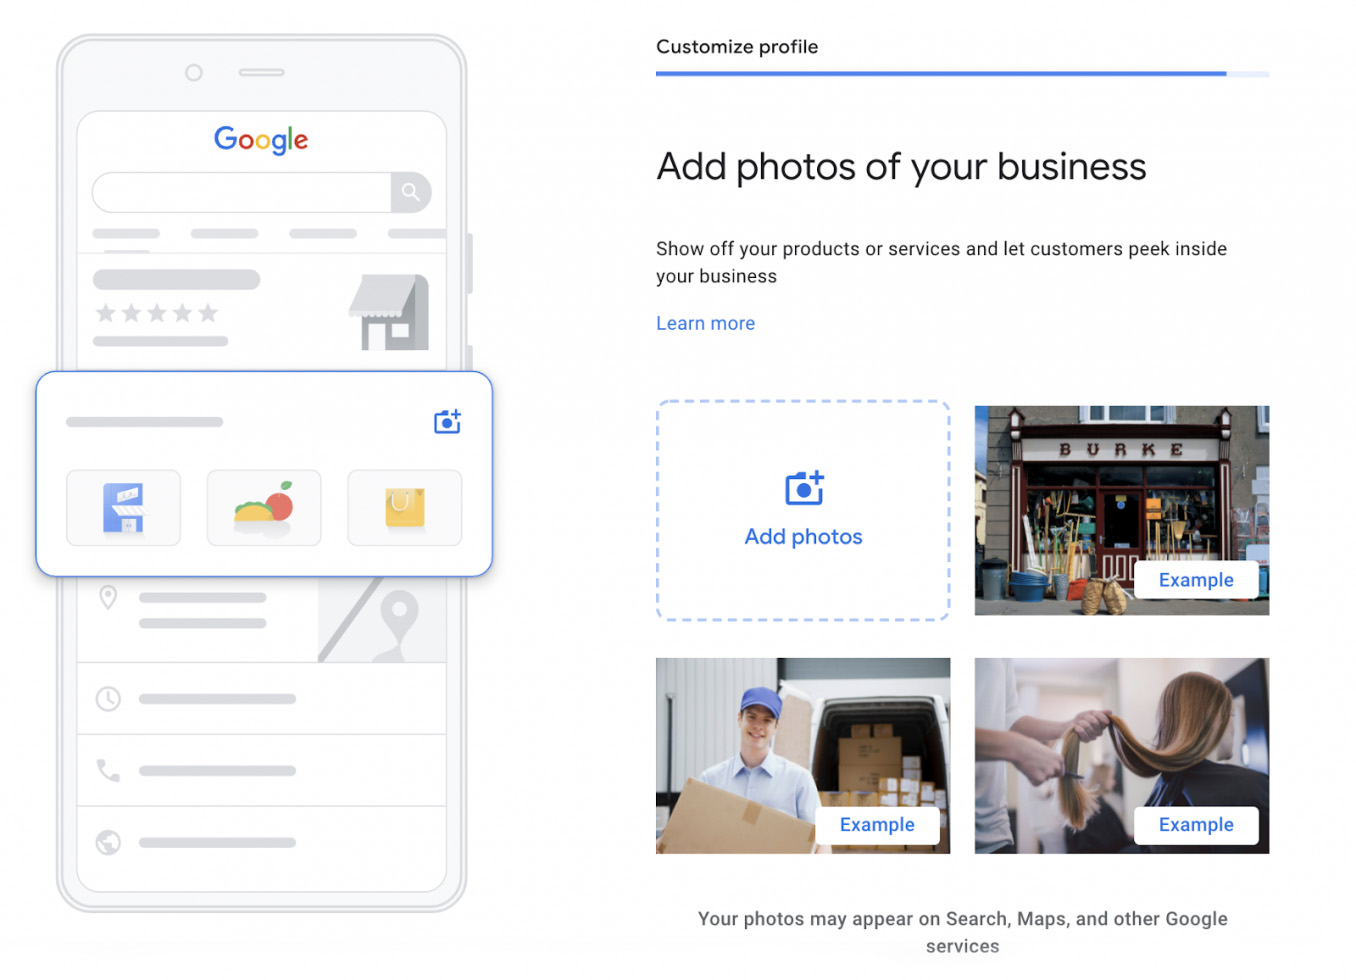 Google
Customize profile
Add photos of your business
Show off your products or services and let customers peek inside
your business
Learn more
Add photos
BURKE
Example
Example
Example
Your photos may appear on Search, Maps, and other Google
services